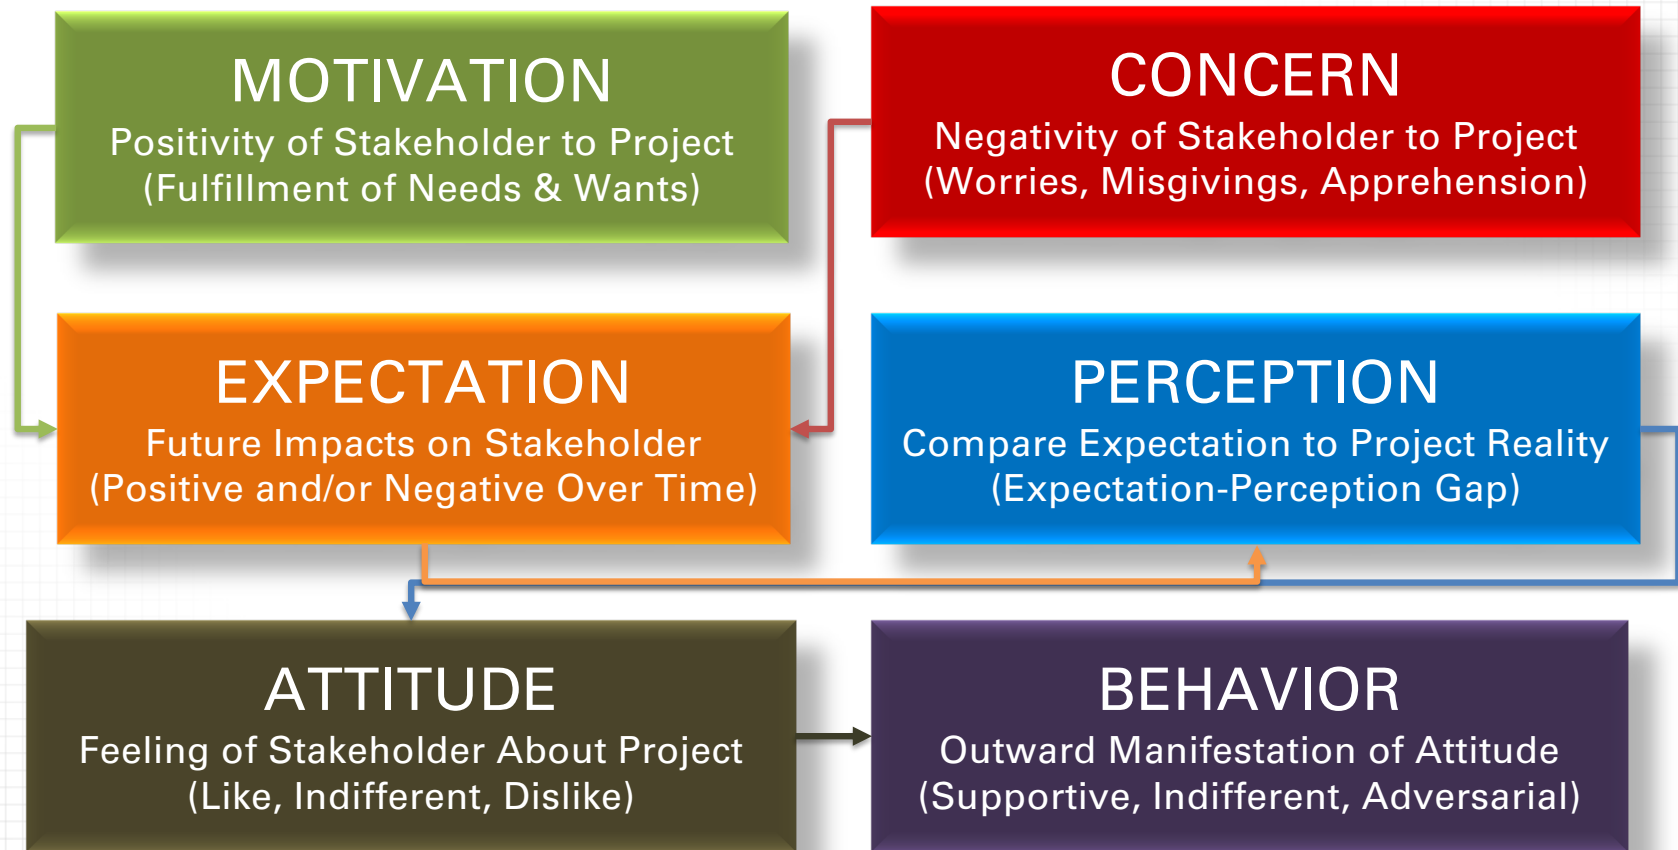 MOTIVATION
Positivity of Stakeholder to Project
(Fulfillment of Needs & Wants)
CONCERN
Negativity of Stakeholder to Project
(Worries, Misgivings, Apprehension)
EXPECTATION
Future Impacts on Stakeholder
(Positive and/or Negative Over Time)
PERCEPTION
Compare Expectation to Project Reality
(Expectation-Perception Gap)
ATTITUDE
Feeling of Stakeholder About Project
(Like, Indifferent, Dislike)
BEHAVIOR
Outward Manifestation of Attitude
(Supportive, Indifferent, Adversarial)